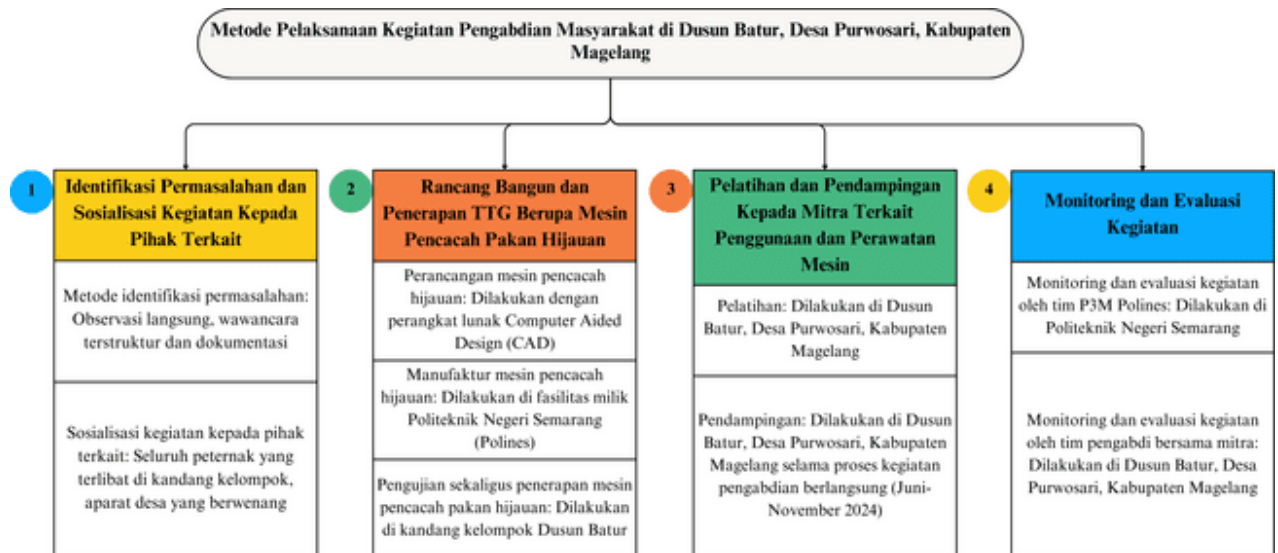 Metode Pelaksanaan Kegiatan Pengabdian Masyarakat di Dusun Batur, Desa Purwosari, Kabupaten
Magelang
1
Identifikasi Permasalahan dan
Sosialisasi Kegiatan Kepada
Pihak Terkait
Metode identifikasi permasalahan:
Observasi langsung, wawancara
terstruktur dan dokumentasi
Sosialisasi kegiatan kepada pihak
terkait: Seluruh peternak yang
terlibat di kandang kelompok,
aparat desa yang berwenang
2
Rancang Bangun dan
Penerapan TTG Berupa Mesin
Pencacah Pakan Hijauan
Perancangan mesin pencacah
hijauan: Dilakukan dengan
perangkat lunak Computer Aided
Design (CAD)
Manufaktur mesin pencacah
hijauan: Dilakukan di fasilitas milik
Politeknik Negeri Semarang
(Polines)
Pengujian sekaligus penerapan mesin
pencacah pakan hijauan: Dilakukan
di kandang kelompok Dusun Batur
3
Pelatihan dan Pendampingan
Kepada Mitra Terkait
Penggunaan dan Perawatan
Mesin
Pelatihan: Dilakukan di Dusun
Batur, Desa Purwosari, Kabupaten
Magelang
Pendampingan: Dilakukan di Dusun
Batur, Desa Purwosari, Kabupaten
Magelang selama proses kegiatan
pengabdian berlangsung (Juni-
November 2024)
4
Monitoring dan Evaluasi
Kegiatan
Monitoring dan evaluasi kegiatan
oleh tim P3M Polines: Dilakukan di
Politeknik Negeri Semarang
Monitoring dan evaluasi kegiatan
oleh tim pengabdi bersama mitra:
Dilakukan di Dusun Batur, Desa
Purwosari, Kabupaten Magelang